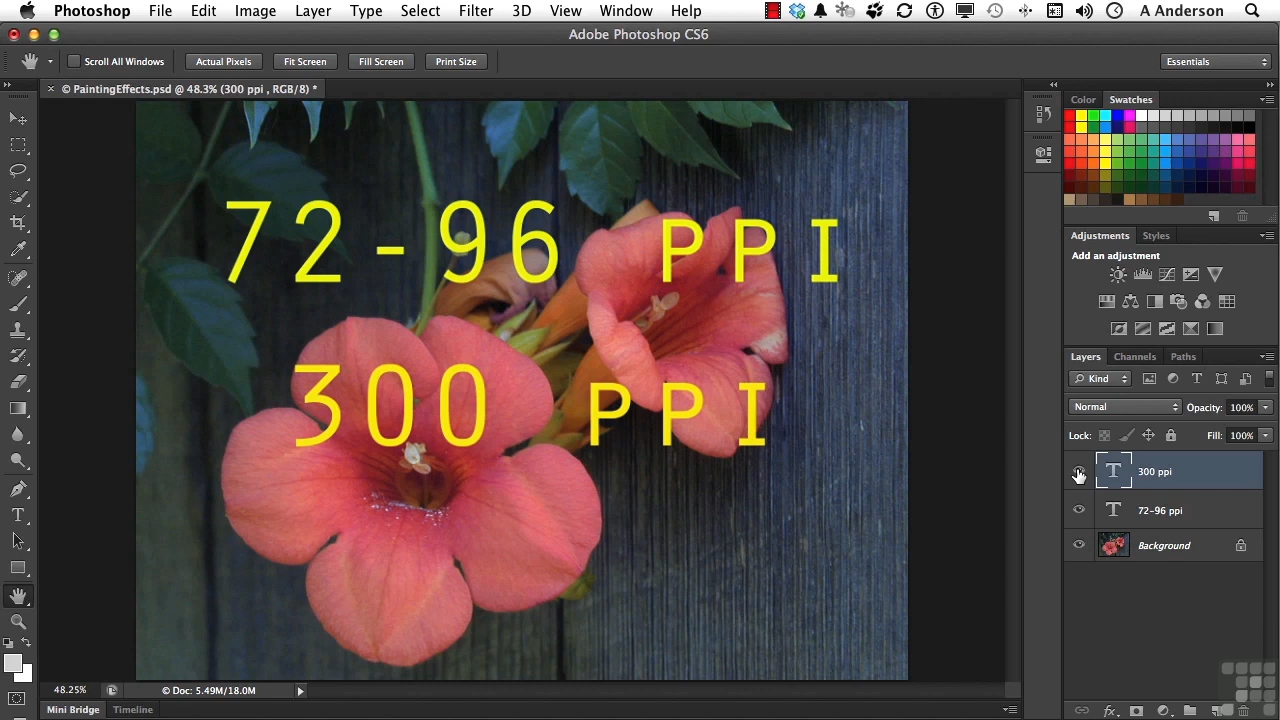 Photoshop File Edit Image Layer Type Select Filter 3D View Window Help A Anderson
Adobe Photoshop CS6
Scroll All Windows Actual Pixels Fit Screen Fill Screen Print Size Essentials
× © PaintingEffects.psd @ 48.3% (300 ppi , RGB/8) *
Color Swatches
72-96 PPI
300 PPI
Adjustments Styles
Add an adjustment
Layers Channels Paths
Kind
Normal Opacity: 100%
Lock: Fill: 100%
300 ppi
72-96 ppi
Background
48.25% © Doc: 5.49M/18.0M
Mini Bridge Timeline